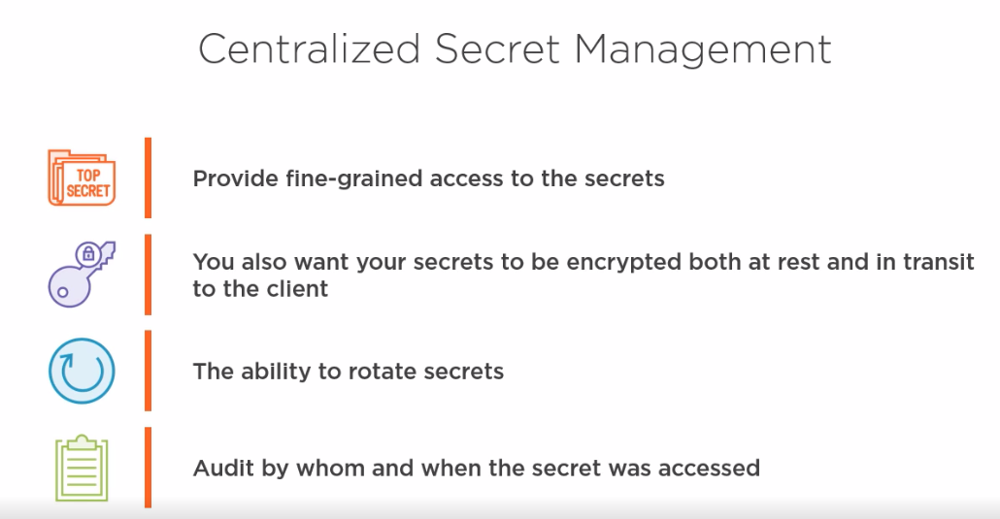 Centralized Secret Management
TOP
SECRET
Provide fine-grained access to the secrets
You also want your secrets to be encrypted both at rest and in transit
to the client
The ability to rotate secrets
Audit by whom and when the secret was accessed